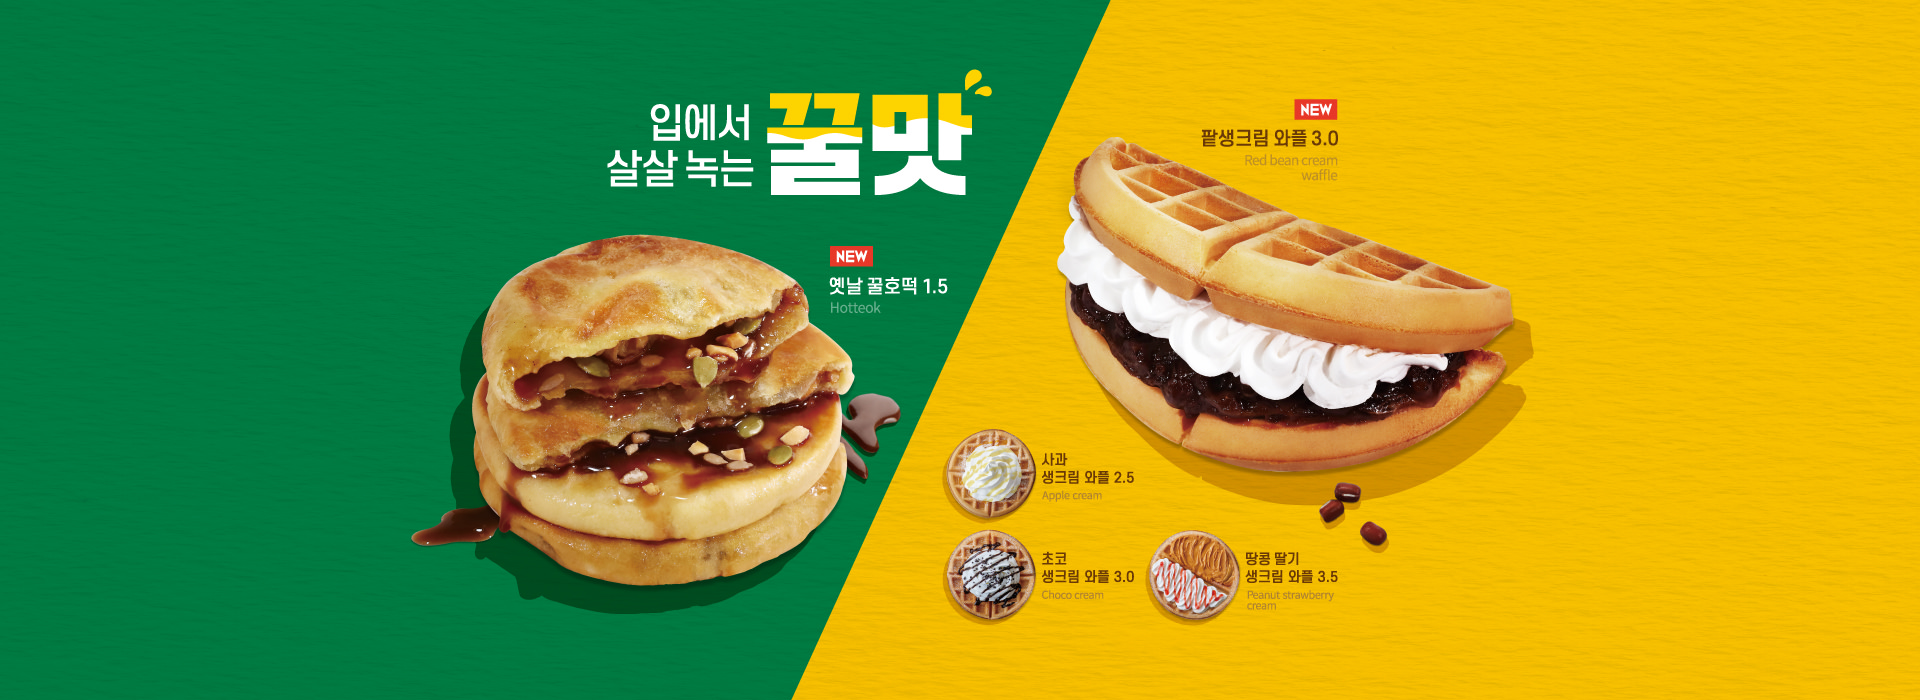 입에서
살살 녹는
꿀맛
NEW
옛날 꿀호떡 1.5
Hotteok
NEW
팥생크림 와플 3.0
Red bean cream
waffle
사과
생크림 와플 2.5
Apple cream
초코
생크림 와플 3.0
Choco cream
땅콩 딸기
생크림 와플 3.5
Peanut strawberry
cream